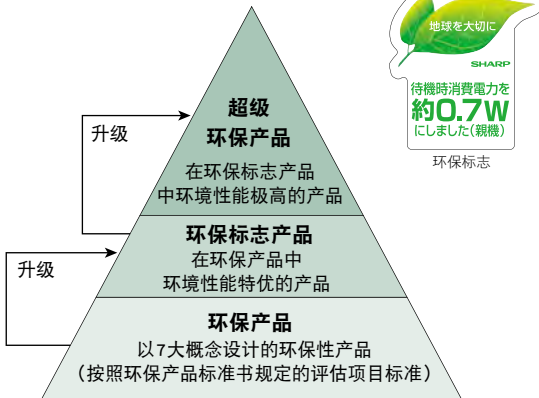 地球を大切に
SHARP
待機時消費電力を
約0.7W
にしました(親機)
环保标志
超级
环保产品
在环保标志产品
中环境性能极高的产品
升级
环保标志产品
在环保产品中
环境性能特优的产品
升级
环保产品
以7大概念设计的环保性产品
(按照环保产品标准书规定的评估项目标准)